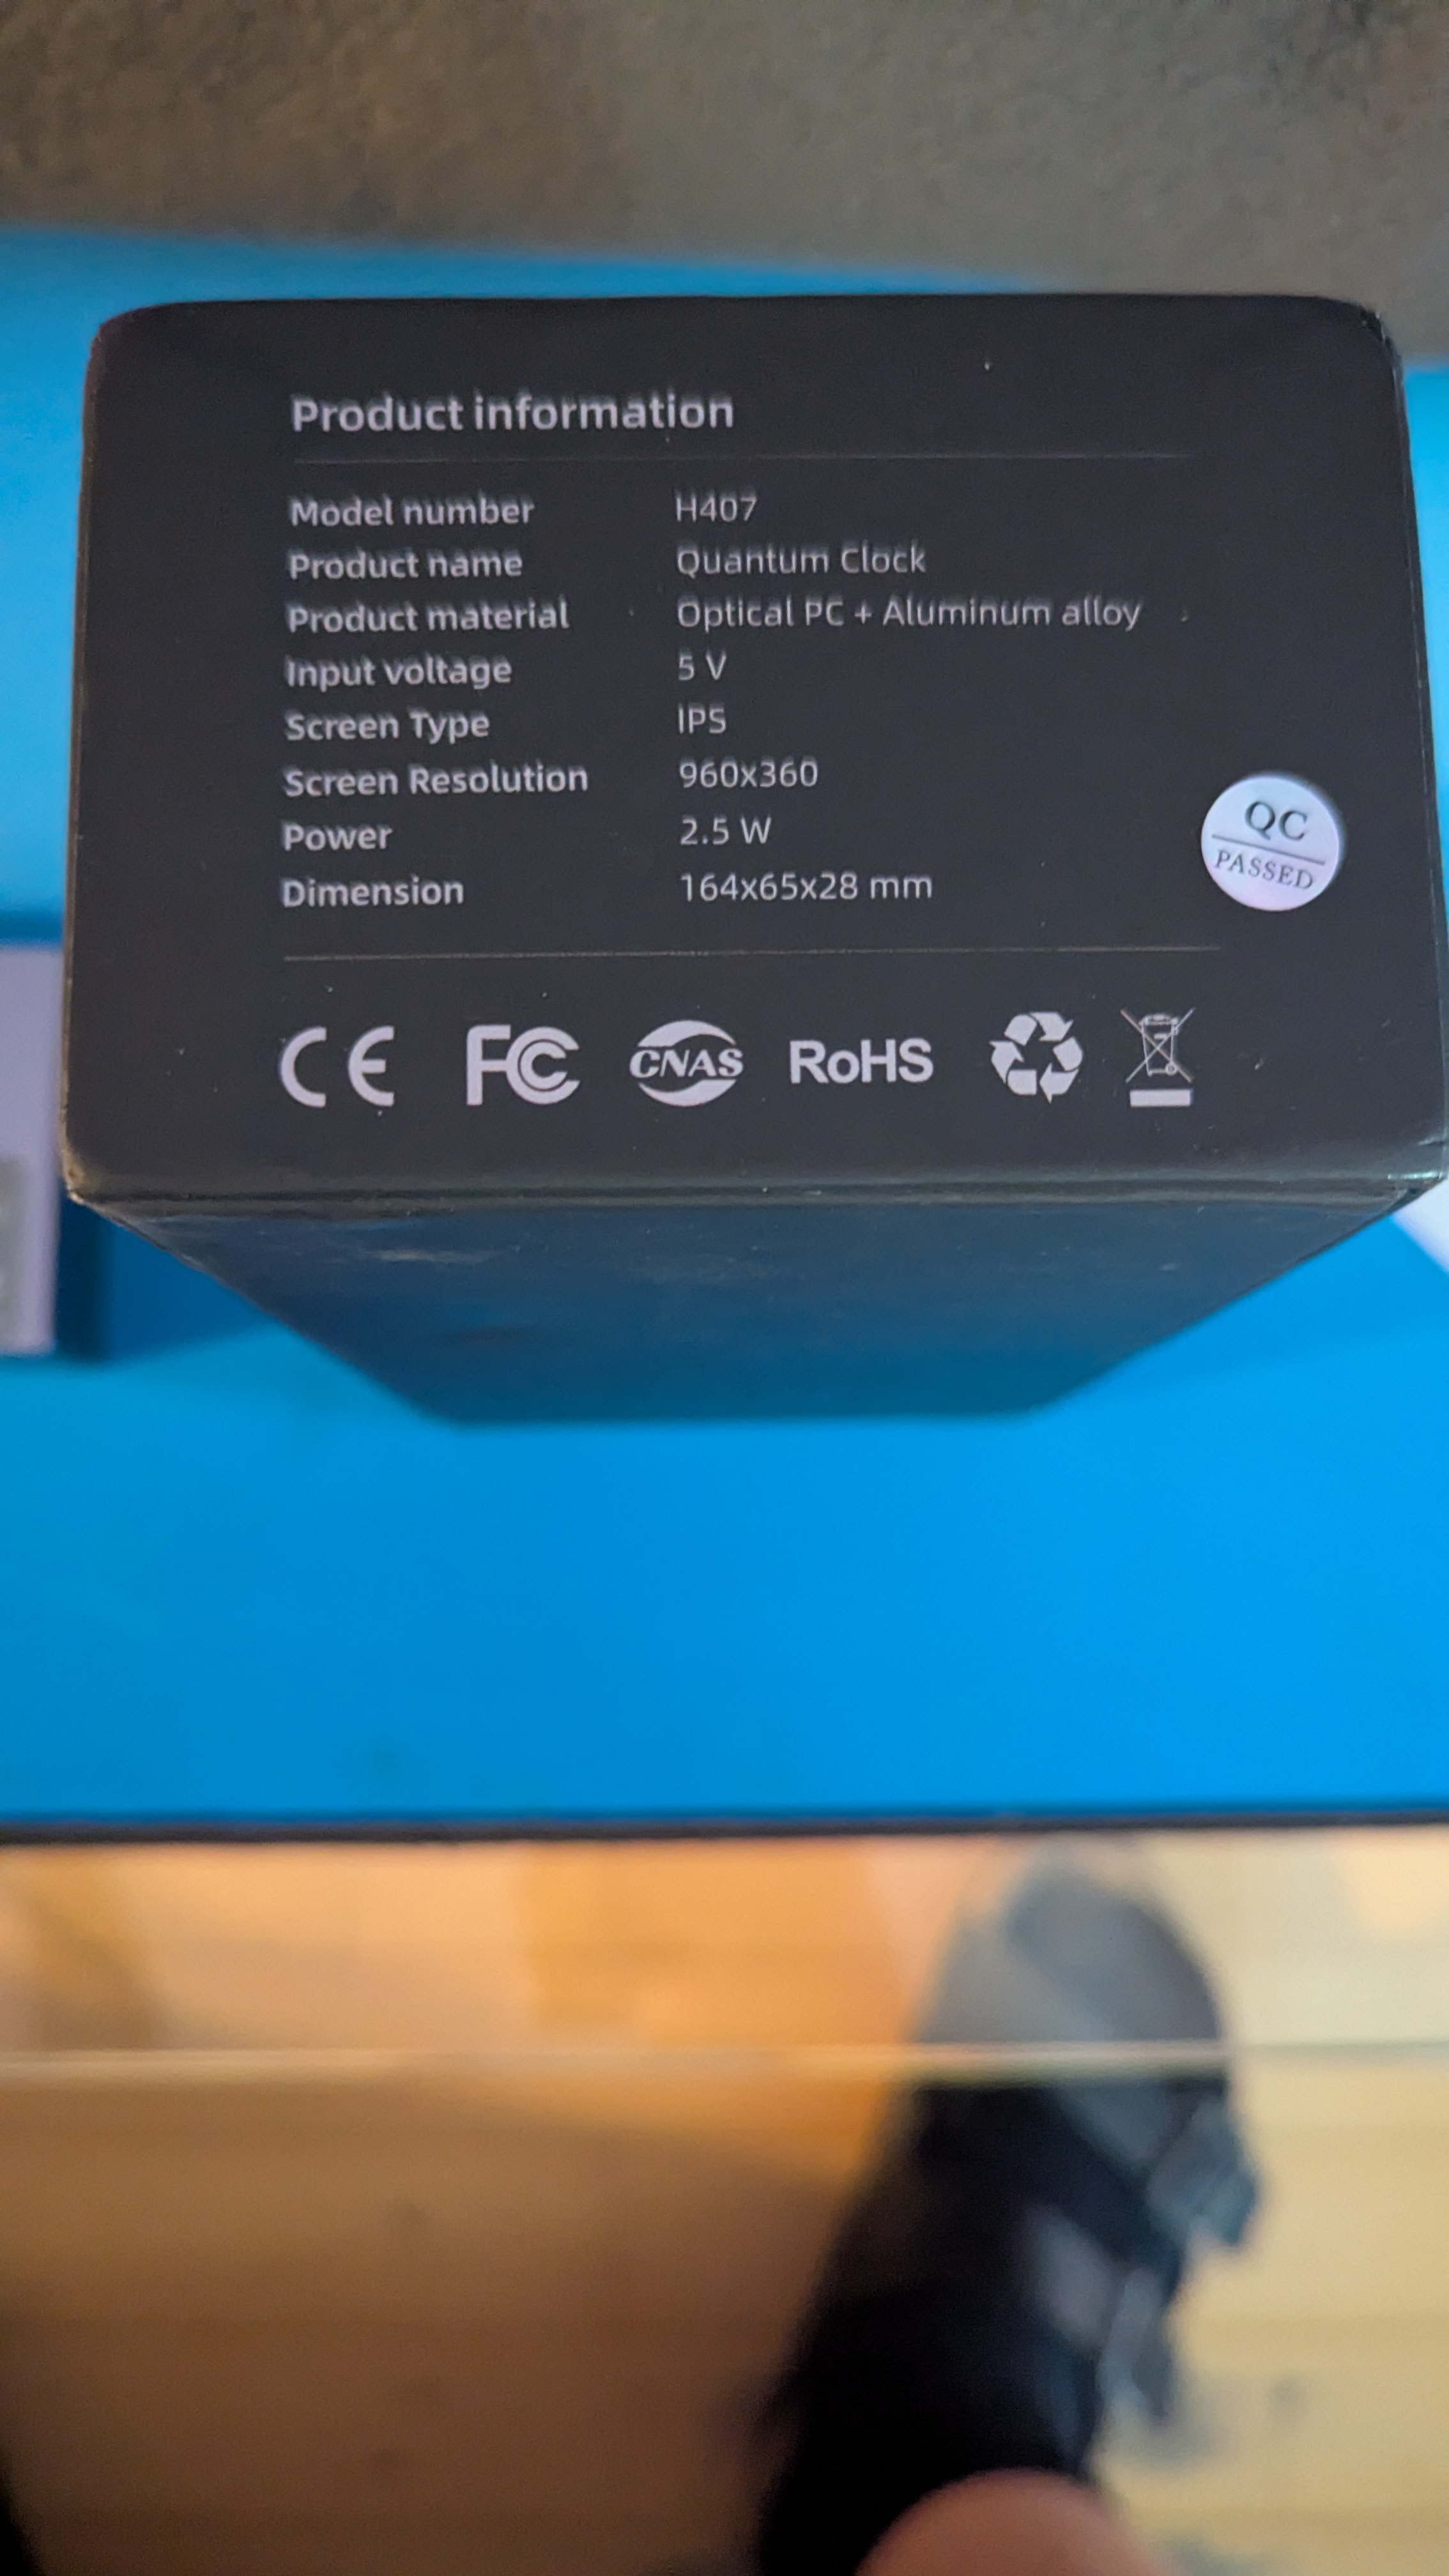 Product information
Model number H407
Product name Quantum Clock
Product material Optical PC + Aluminum alloy
Input voltage 5 V
Screen Type IPS
Screen Resolution 960x360
Power 2.5 W
Dimension 164x65x28 mm
QC
PASSED
CE FC CNAS RoHS